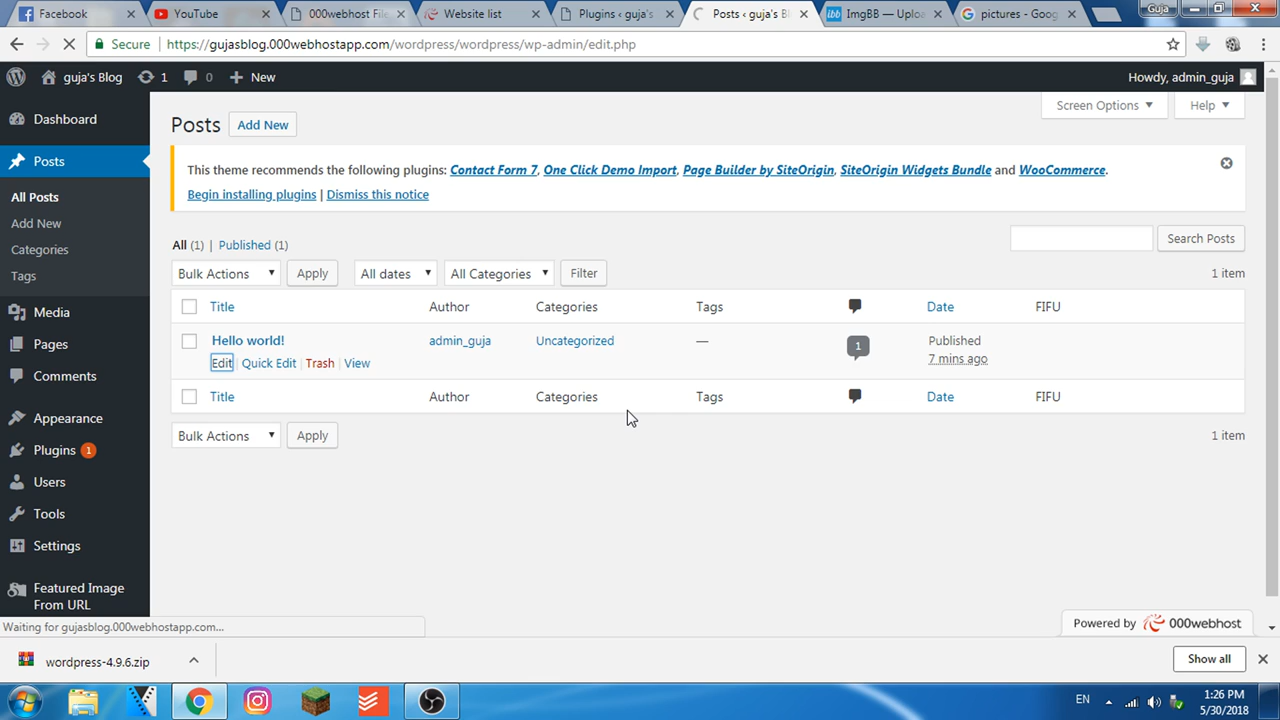 Facebook
YouTube
000webhost File
Website list
Plugins ‹ guja's
Posts ‹ guja's B
ImgBB — Uploa
pictures - Goog
Guja
Secure
https://gujasblog.000webhostapp.com/wordpress/wordpress/wp-admin/edit.php
guja's Blog
1
0
New
Howdy, admin_guja
Dashboard
Posts
All Posts
Add New
Categories
Tags
Media
Pages
Comments
Appearance
Plugins 1
Users
Tools
Settings
Featured Image
From URL
Screen Options
Help
Posts
Add New
This theme recommends the following plugins: Contact Form 7, One Click Demo Import, Page Builder by SiteOrigin, SiteOrigin Widgets Bundle and WooCommerce.
Begin installing plugins | Dismiss this notice
All (1) | Published (1)
Search Posts
Bulk Actions
Apply
All dates
All Categories
Filter
1 item
Title Author Categories Tags Date FIFU
Hello world! admin_guja Uncategorized — 1 Published
Edit | Quick Edit | Trash | View 7 mins ago
Title Author Categories Tags Date FIFU
Bulk Actions
Apply
1 item
Powered by 000webhost
Waiting for gujasblog.000webhostapp.com...
wordpress-4.9.6.zip
Show all
EN
1:26 PM
5/30/2018